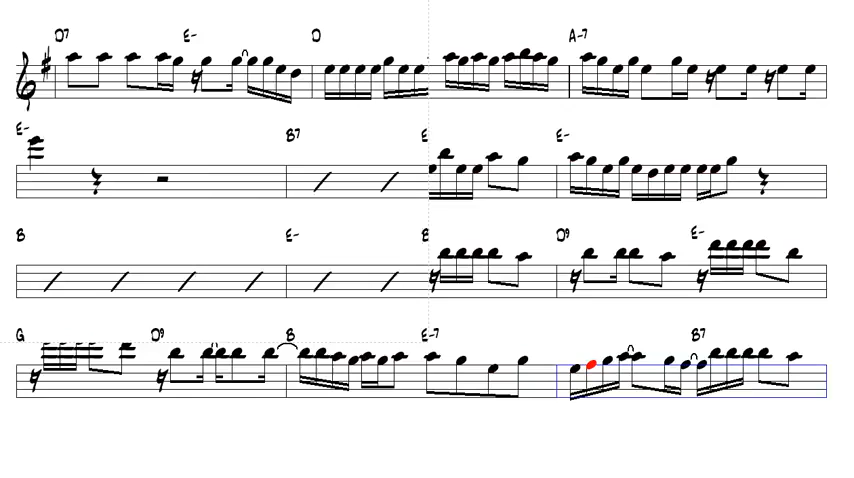 D7 E- D A-7
E- B7 E E-
B E- B D9 E-
G D9 B E-7 B7